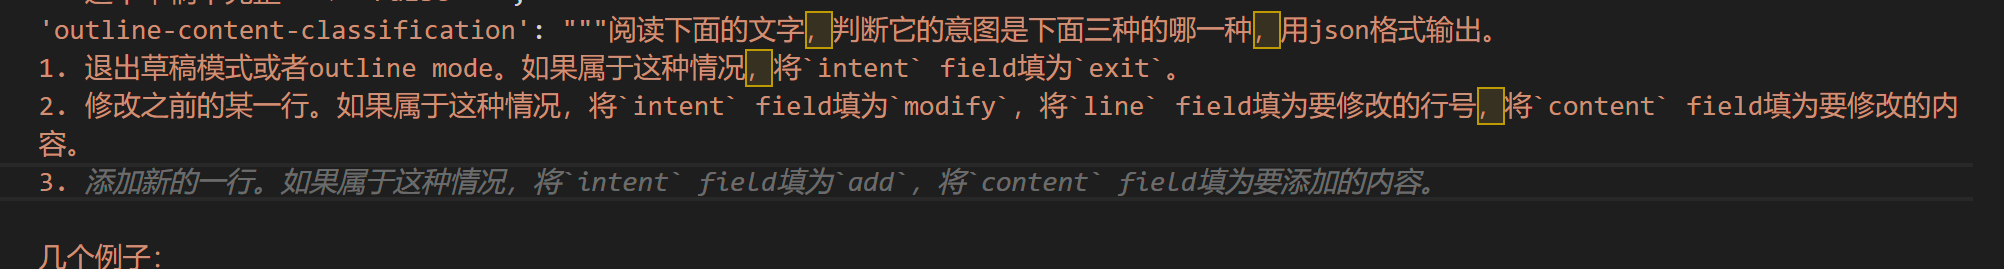 'outline-content-classification': """阅读下面的文字，判断它的意图是下面三种的哪一种，用json格式输出。
1. 退出草稿模式或者outline mode。如果属于这种情况，将`intent` field填为`exit`。
2. 修改之前的某一行。如果属于这种情况，将`intent` field填为`modify`，将`line` field填为要修改的行号，将`content` field填为要修改的内
容。
3. 添加新的一行。如果属于这种情况，将`intent` field填为`add`，将`content` field填为要添加的内容。
几个例子：